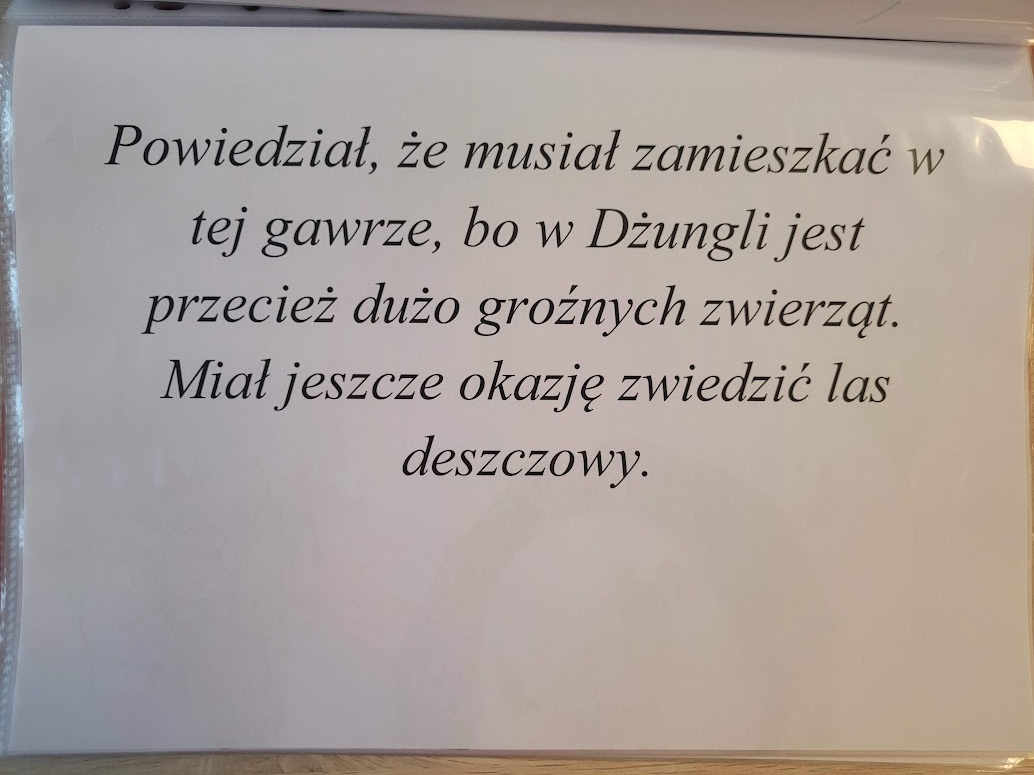 Powiedział, że musiał zamieszkać w
tej gawrze, bo w Dżungli jest
przecież dużo groźnych zwierząt.
Miał jeszcze okazję zwiedzić las
deszczowy.